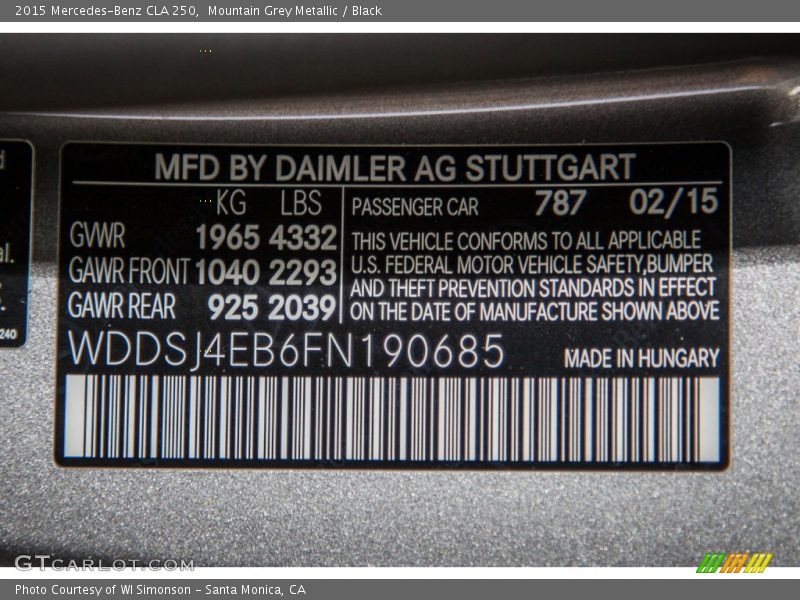 2015 Mercedes-Benz CLA 250, Mountain Grey Metallic / Black
MFD BY DAIMLER AG STUTTGART
KG LBS
GVWR 1965 4332
GAWR FRONT 1040 2293
GAWR REAR 925 2039
PASSENGER CAR 787 02/15
THIS VEHICLE CONFORMS TO ALL APPLICABLE
U.S. FEDERAL MOTOR VEHICLE SAFETY,BUMPER
AND THEFT PREVENTION STANDARDS IN EFFECT
ON THE DATE OF MANUFACTURE SHOWN ABOVE
WDDSJ4EB6FN190685
MADE IN HUNGARY
240
GTCARLOT.COM
Photo Courtesy of WI Simonson - Santa Monica, CA